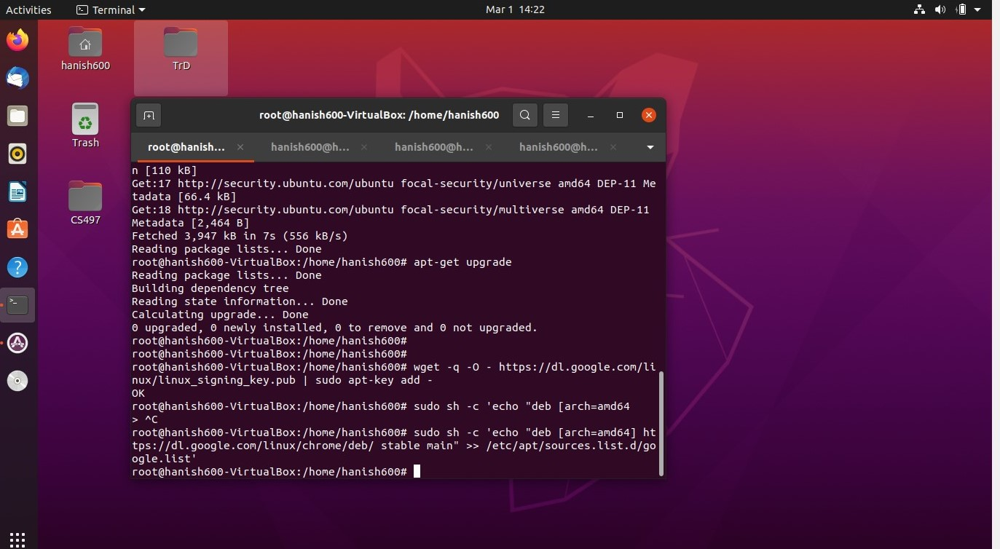 Activities
Terminal
Mar 1 14:22
hanish600
TrD
Trash
CS497
root@hanish600-VirtualBox: /home/hanish600
root@hanish...
hanish600@h...
hanish600@h...
hanish600@h...
n [110 kB]
Get:17 http://security.ubuntu.com/ubuntu focal-security/universe amd64 DEP-11 Me
tadata [66.4 kB]
Get:18 http://security.ubuntu.com/ubuntu focal-security/multiverse amd64 DEP-11
Metadata [2,464 B]
Fetched 3,947 kB in 7s (556 kB/s)
Reading package lists... Done
root@hanish600-VirtualBox:/home/hanish600# apt-get upgrade
Reading package lists... Done
Building dependency tree
Reading state information... Done
Calculating upgrade... Done
0 upgraded, 0 newly installed, 0 to remove and 0 not upgraded.
root@hanish600-VirtualBox:/home/hanish600#
root@hanish600-VirtualBox:/home/hanish600#
root@hanish600-VirtualBox:/home/hanish600# wget -q -O - https://dl.google.com/li
nux/linux_signing_key.pub | sudo apt-key add -
OK
root@hanish600-VirtualBox:/home/hanish600# sudo sh -c 'echo "deb [arch=amd64
> ^C
root@hanish600-VirtualBox:/home/hanish600# sudo sh -c 'echo "deb [arch=amd64] ht
tps://dl.google.com/linux/chrome/deb/ stable main" >> /etc/apt/sources.list.d/go
ogle.list'
root@hanish600-VirtualBox:/home/hanish600#